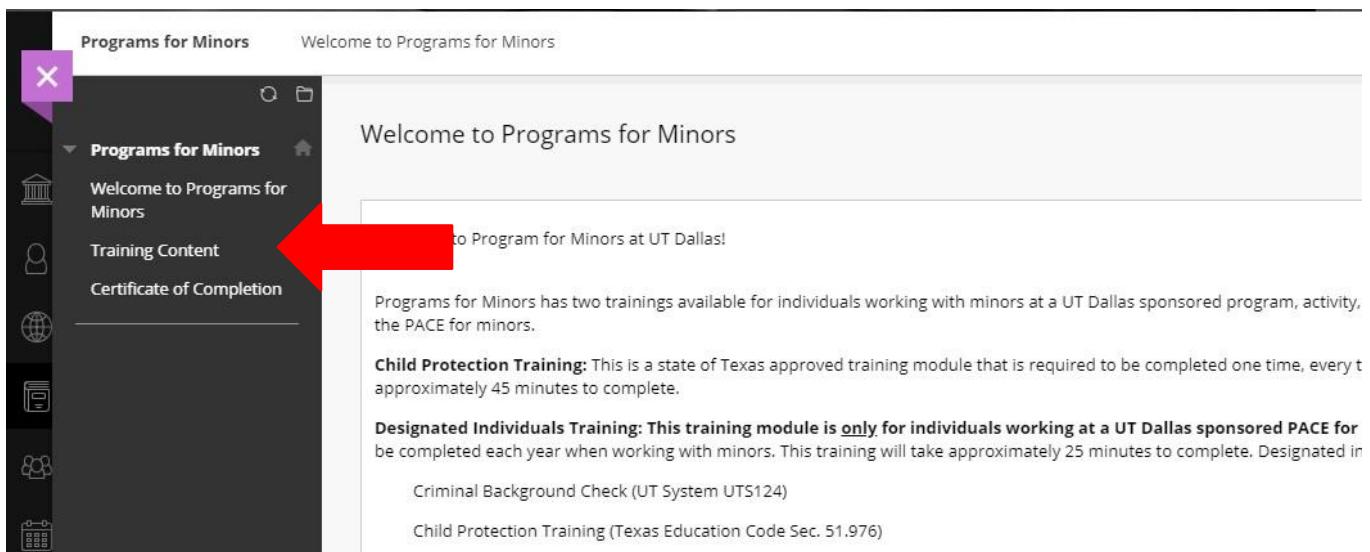 Programs for Minors Welcome to Programs for Minors
Programs for Minors
Welcome to Programs for
Minors
Training Content
Certificate of Completion
Welcome to Programs for Minors
to Program for Minors at UT Dallas!
Programs for Minors has two trainings available for individuals working with minors at a UT Dallas sponsored program, activity,
the PACE for minors.
Child Protection Training: This is a state of Texas approved training module that is required to be completed one time, every t
approximately 45 minutes to complete.
Designated Individuals Training: This training module is only for individuals working at a UT Dallas sponsored PACE for
be completed each year when working with minors. This training will take approximately 25 minutes to complete. Designated in
Criminal Background Check (UT System UTS124)
Child Protection Training (Texas Education Code Sec. 51.976)